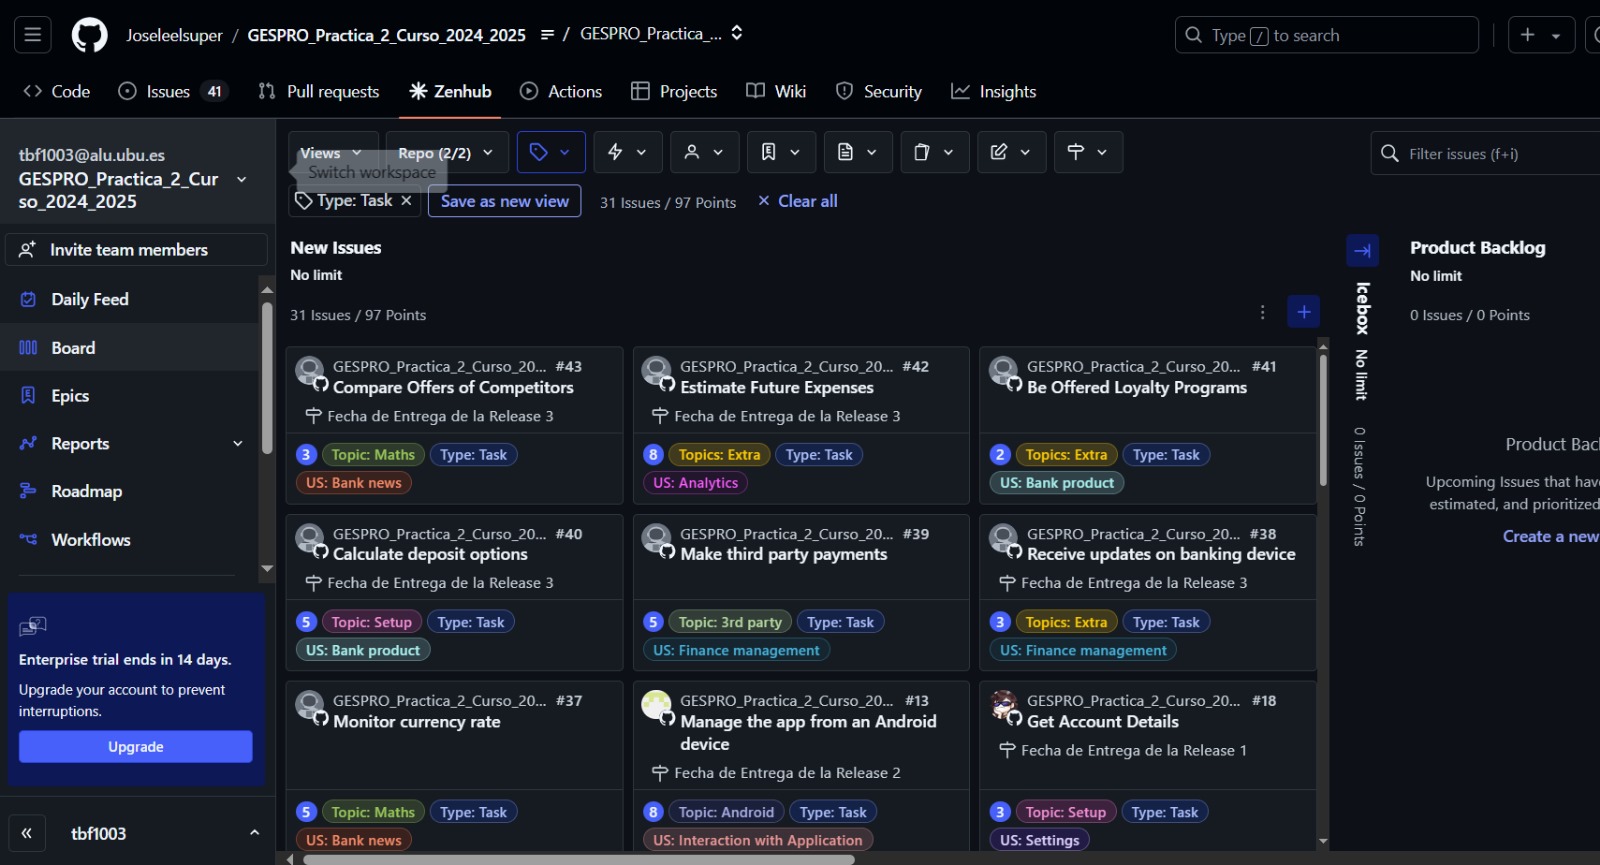 Joseleelsuper / GESPRO_Practica_2_Curso_2024_2025 / GESPRO_Practica_...
Type / to search
Code
Issues 41
Pull requests
Zenhub
Actions
Projects
Wiki
Security
Insights
tbf1003@alu.ubu.es
GESPRO_Practica_2_Cur
so_2024_2025
Invite team members
Daily Feed
Board
Epics
Reports
Roadmap
Workflows
Enterprise trial ends in 14 days.
Upgrade your account to prevent
interruptions.
Upgrade
tbf1003
Views
Repo (2/2)
Switch workspace
Filter issues (f+i)
Type: Task
Save as new view
31 Issues / 97 Points
Clear all
New Issues
No limit
31 Issues / 97 Points
GESPRO_Practica_2_Curso_20... #43
Compare Offers of Competitors
Fecha de Entrega de la Release 3
3 Topic: Maths Type: Task
US: Bank news
GESPRO_Practica_2_Curso_20... #42
Estimate Future Expenses
Fecha de Entrega de la Release 3
8 Topics: Extra Type: Task
US: Analytics
GESPRO_Practica_2_Curso_20... #41
Be Offered Loyalty Programs
2 Topics: Extra Type: Task
US: Bank product
GESPRO_Practica_2_Curso_20... #40
Calculate deposit options
Fecha de Entrega de la Release 3
5 Topic: Setup Type: Task
US: Bank product
GESPRO_Practica_2_Curso_20... #39
Make third party payments
5 Topic: 3rd party Type: Task
US: Finance management
GESPRO_Practica_2_Curso_20... #38
Receive updates on banking device
Fecha de Entrega de la Release 3
3 Topics: Extra Type: Task
US: Finance management
GESPRO_Practica_2_Curso_20... #37
Monitor currency rate
5 Topic: Maths Type: Task
US: Bank news
GESPRO_Practica_2_Curso_20... #13
Manage the app from an Android
device
Fecha de Entrega de la Release 2
8 Topic: Android Type: Task
US: Interaction with Application
GESPRO_Practica_2_Curso_20... #18
Get Account Details
Fecha de Entrega de la Release 1
3 Topic: Setup Type: Task
US: Settings
Icebox No limit 0 Issues / 0 Points
Product Backlog
No limit
0 Issues / 0 Points
Product Bac
Upcoming Issues that have
estimated, and prioritized
Create a new